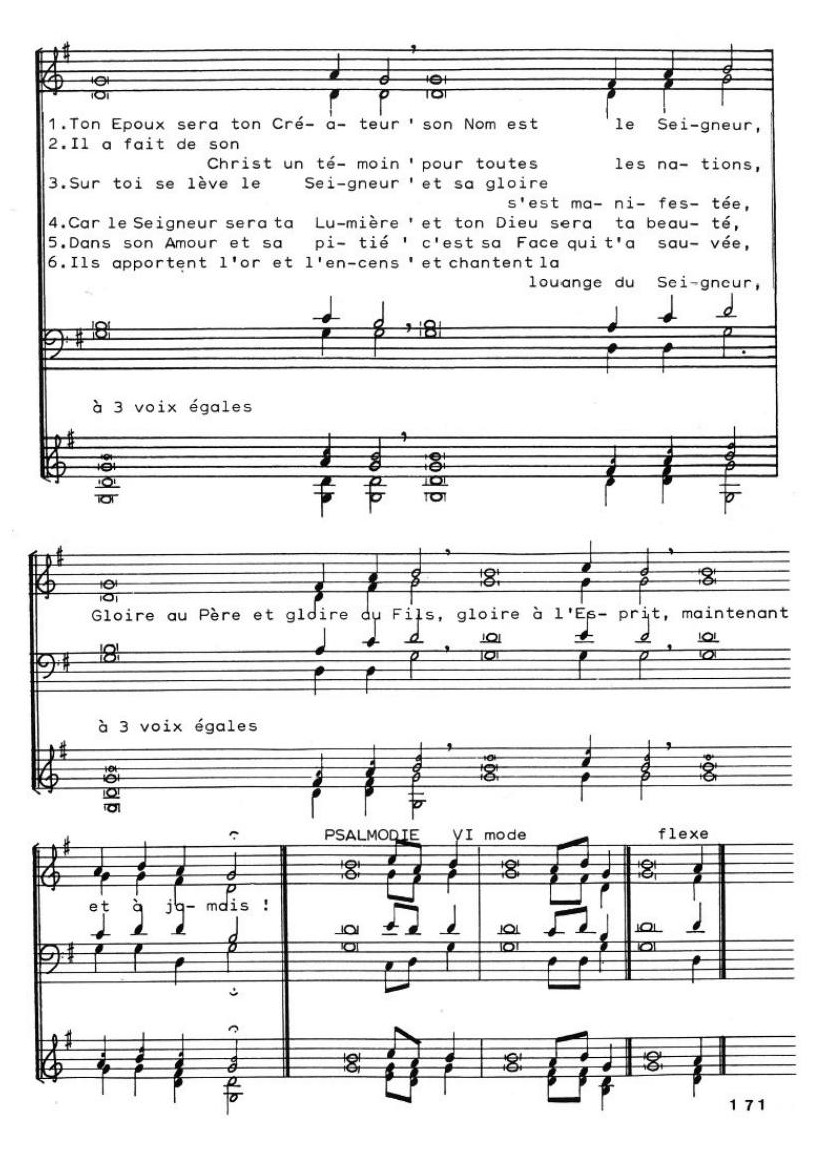 1.Ton Epoux sera ton Cré- a- teur ' son Nom est le Sei-gneur,
2.Il a fait de son
Christ un té- moin ' pour toutes les na- tions,
3.Sur toi se lève le Sei-gneur ' et sa gloire
s'est ma- ni- fes- tée,
4.Car le Seigneur sera ta Lu-mière ' et ton Dieu sera ta beau- té,
5.Dans son Amour et sa pi- tié ' c'est sa Face qui t'a sau- vée,
6.Ils apportent l'or et l'en-cens ' et chantent la
louange du Sei-gneur,
à 3 voix égales
Gloire au Père et gloire du Fils, gloire à l'Es- prit, maintenant
à 3 voix égales
PSALMODIE VI mode flexe
et à ja- mais !
171